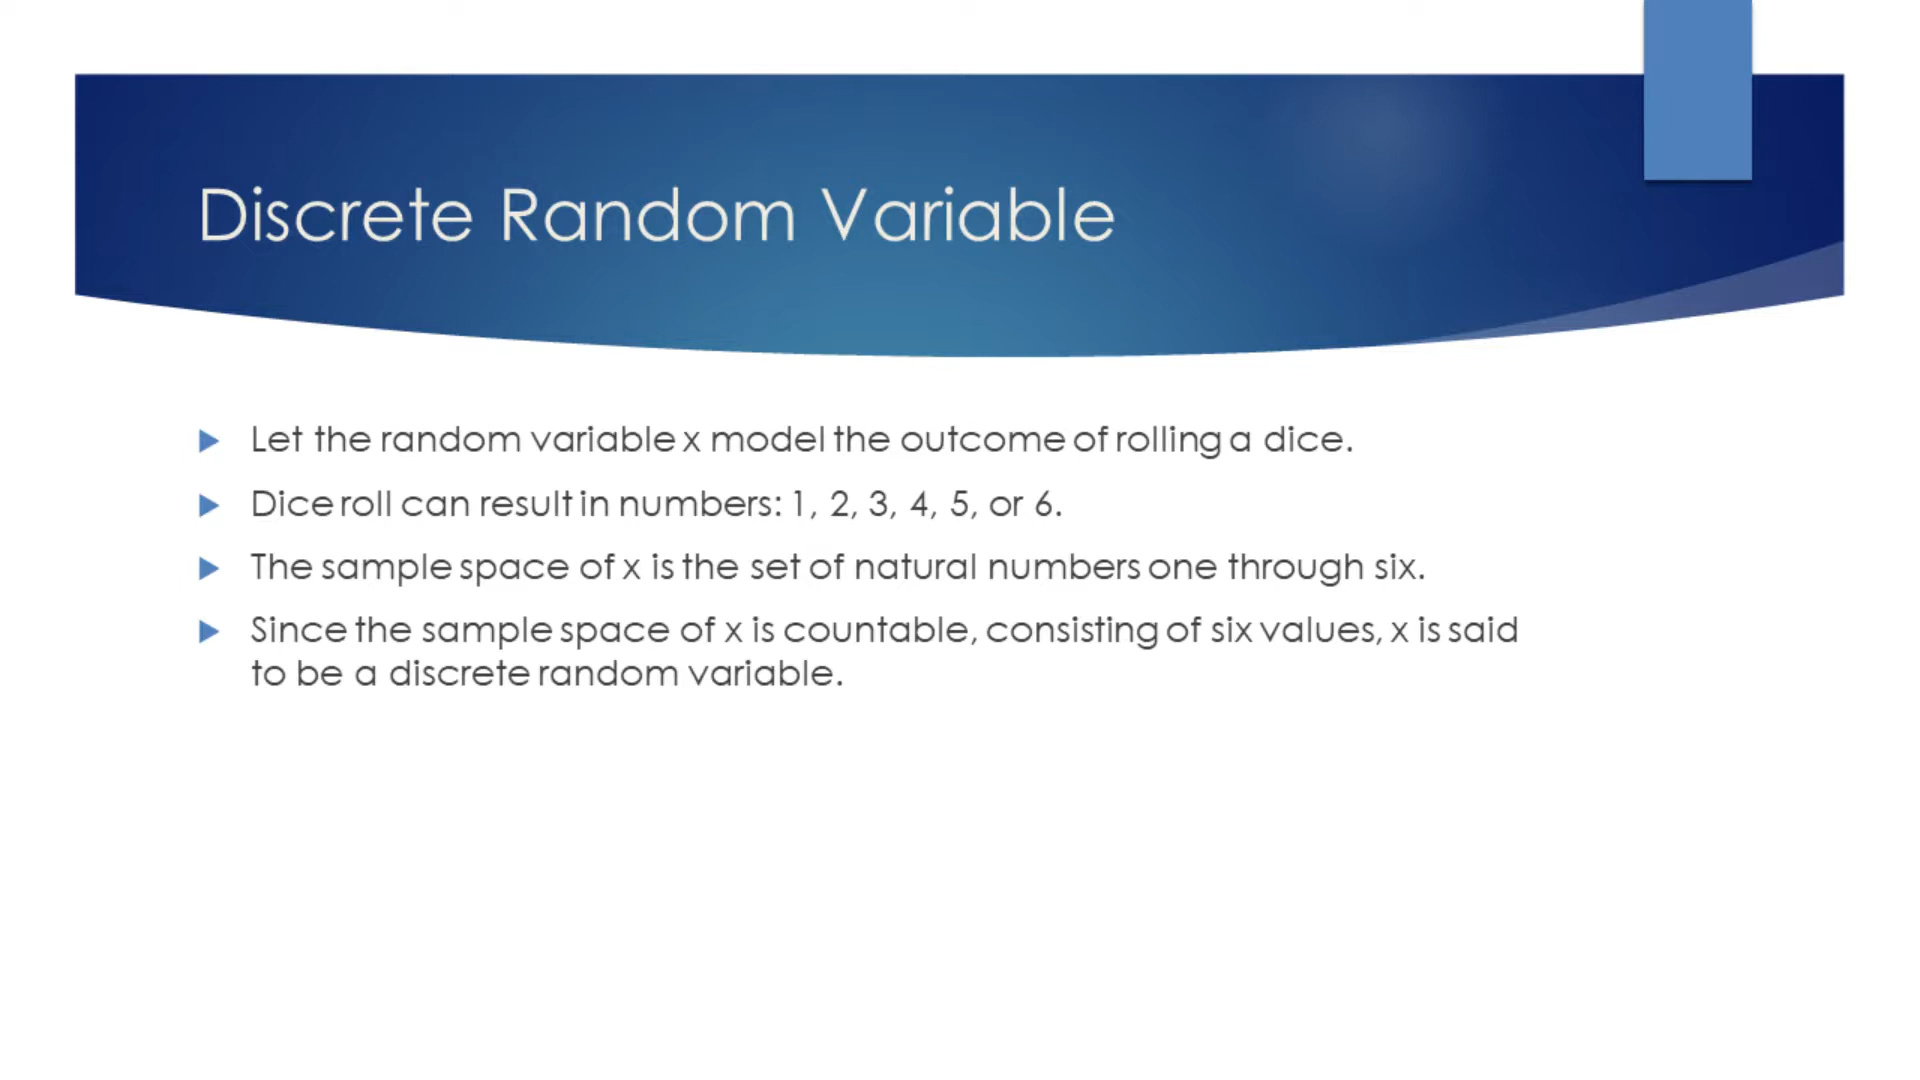 Discrete Random Variable
Let the random variable x model the outcome of rolling a dice.
Dice roll can result in numbers: 1, 2, 3, 4, 5, or 6.
The sample space of x is the set of natural numbers one through six.
Since the sample space of x is countable, consisting of six values, x is said
to be a discrete random variable.